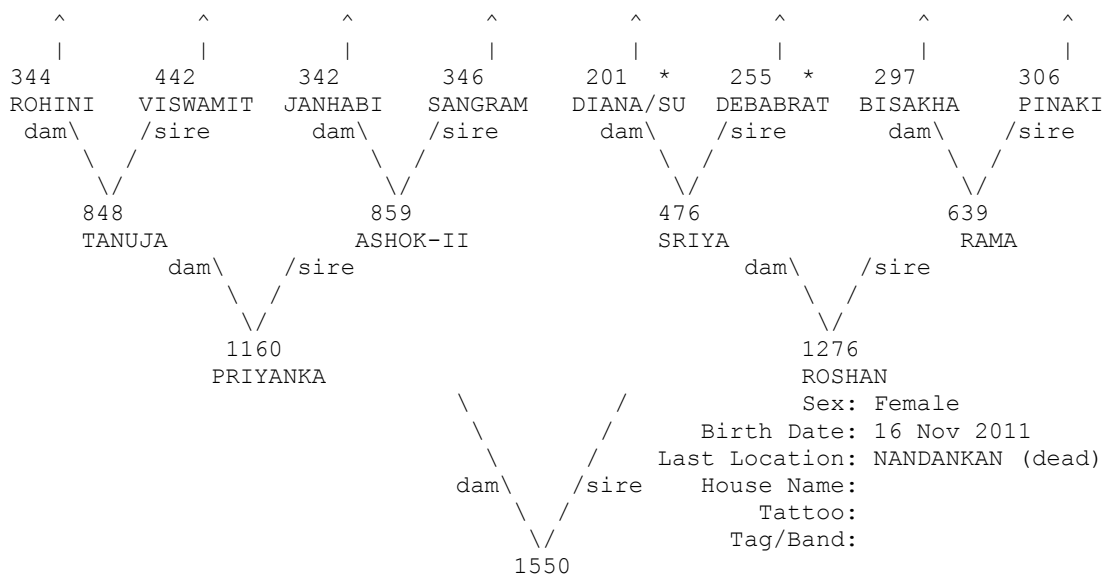 ^ ^ ^ ^ ^ ^ ^ ^
| | | | | | | |
344 442 342 346 201 * 255 * 297 306
ROHINI VISWAMIT JANHABI SANGRAM DIANA/SU DEBABRAT BISAKHA PINAKI
dam\ /sire dam\ /sire dam\ /sire dam\ /sire
\ / \ / \ / \ /
\/ \/ \/ \/
848 859 476 639
TANUJA ASHOK-II SRIYA RAMA
dam\ /sire dam\ /sire
\ / \ /
\/ \/
1160 1276
PRIYANKA ROSHAN
\ / Sex: Female
\ / Birth Date: 16 Nov 2011
\ / Last Location: NANDANKAN (dead)
dam\ /sire House Name:
\ / Tattoo:
\/ Tag/Band:
1550